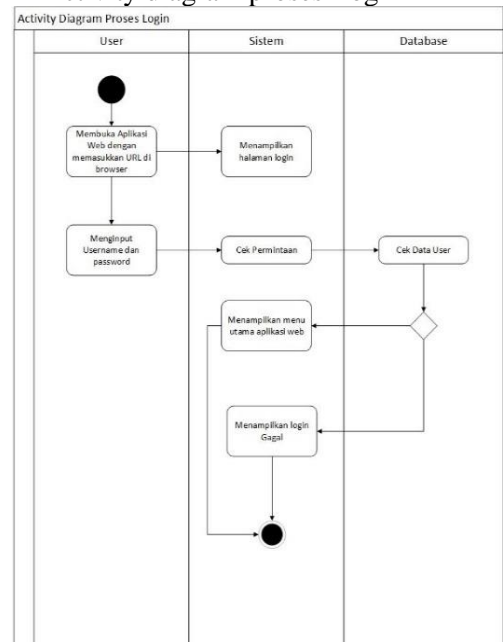 Activity Diagram Proses Login
User
Sistem
Database
Membuka Aplikasi
Web dengan
memasukkan URL di
browser
Menampilkan
halaman login
Menginput
Username dan
password
Cek Permintaan
Cek Data User
Menampilkan menu
utama aplikasi web
Menampilkan login
Gagal